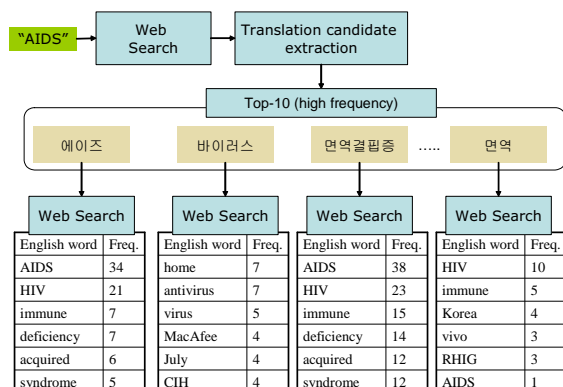 “AIDS”
Web Search
Translation candidate extraction
Top-10 (high frequency)
에이즈 바이러스 면역결핍증 ..... 면역
Web Search Web Search Web Search Web Search
English word Freq. English word Freq. English word Freq. English word Freq.
AIDS 34 home 7 AIDS 38 HIV 10
HIV 21 antivirus 7 HIV 23 immune 5
immune 7 virus 5 immune 15 Korea 4
deficiency 7 MacAfee 4 deficiency 14 vivo 3
acquired 6 July 4 acquired 12 RHIG 3
syndrome 5 CIH 4 syndrome 12 AIDS 1